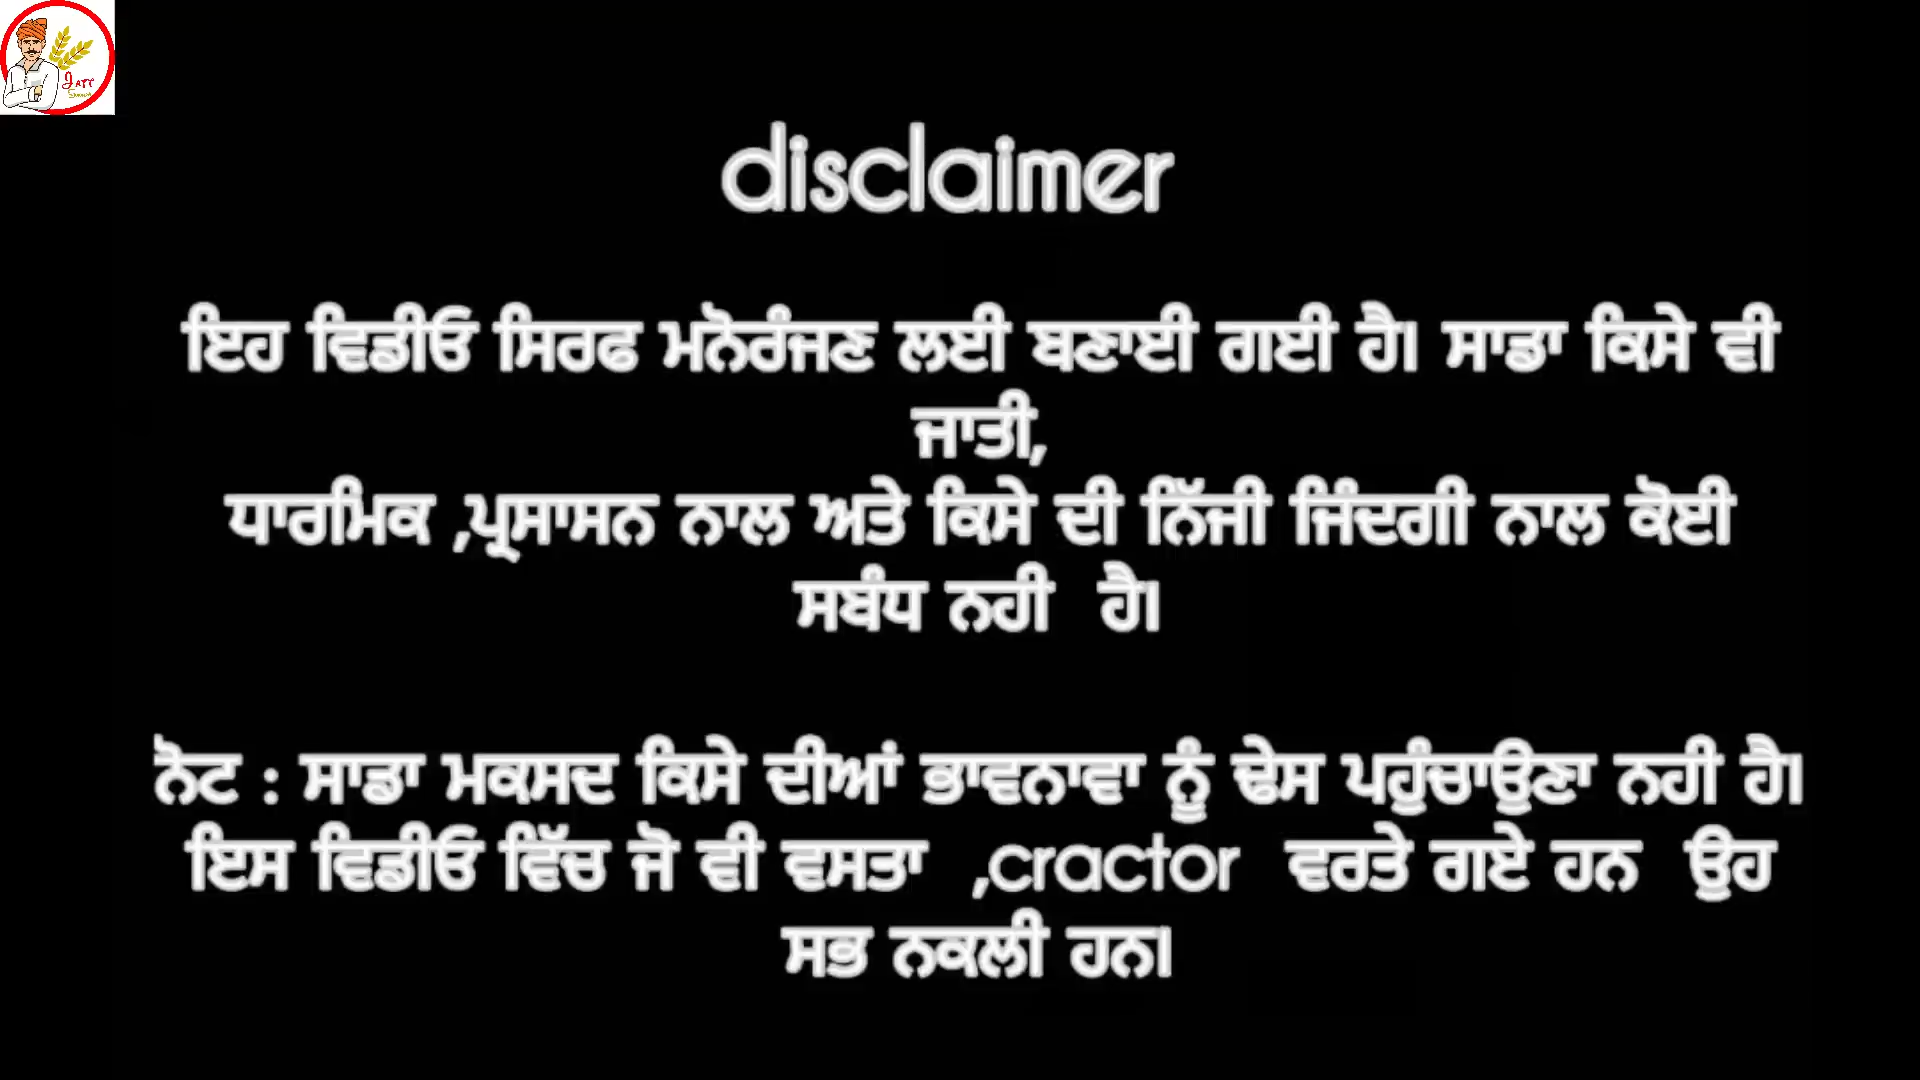 Jatt
disclaimer
ਇਹ ਵਿਡੀਓ ਸਿਰਫ ਮਨੋਰੰਜਣ ਲਈ ਬਣਾਈ ਗਈ ਹੈ। ਸਾਡਾ ਕਿਸੇ ਵੀ
ਜਾਤੀ,
ਧਾਰਮਿਕ ,ਪ੍ਰਸਾਸਨ ਨਾਲ ਅਤੇ ਕਿਸੇ ਦੀ ਨਿੱਜੀ ਜਿੰਦਗੀ ਨਾਲ ਕੋਈ
ਸਬੰਧ ਨਹੀ ਹੈ।
ਨੋਟ : ਸਾਡਾ ਮਕਸਦ ਕਿਸੇ ਦੀਆਂ ਭਾਵਨਾਵਾ ਨੂੰ ਢੇਸ ਪਹੁੰਚਾਉਣਾ ਨਹੀ ਹੈ।
ਇਸ ਵਿਡੀਓ ਵਿੱਚ ਜੋ ਵੀ ਵਸਤਾ ,cractor ਵਰਤੇ ਗਏ ਹਨ ਉਹ
ਸਭ ਨਕਲੀ ਹਨ।